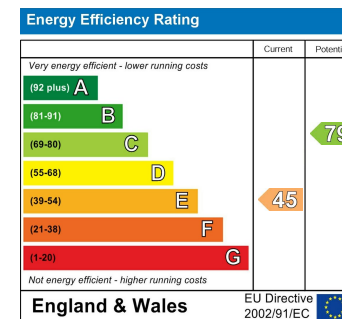 Energy Efficiency Rating
Current
Very energy efficient - lower running costs
(92 plus) A
(81-91) B
(69-80) C
79
(55-68) D
(39-54) E
45
(21-38) F
(1-20) G
Not energy efficient - higher running costs
England & Wales
EU Directive
2002/91/EC